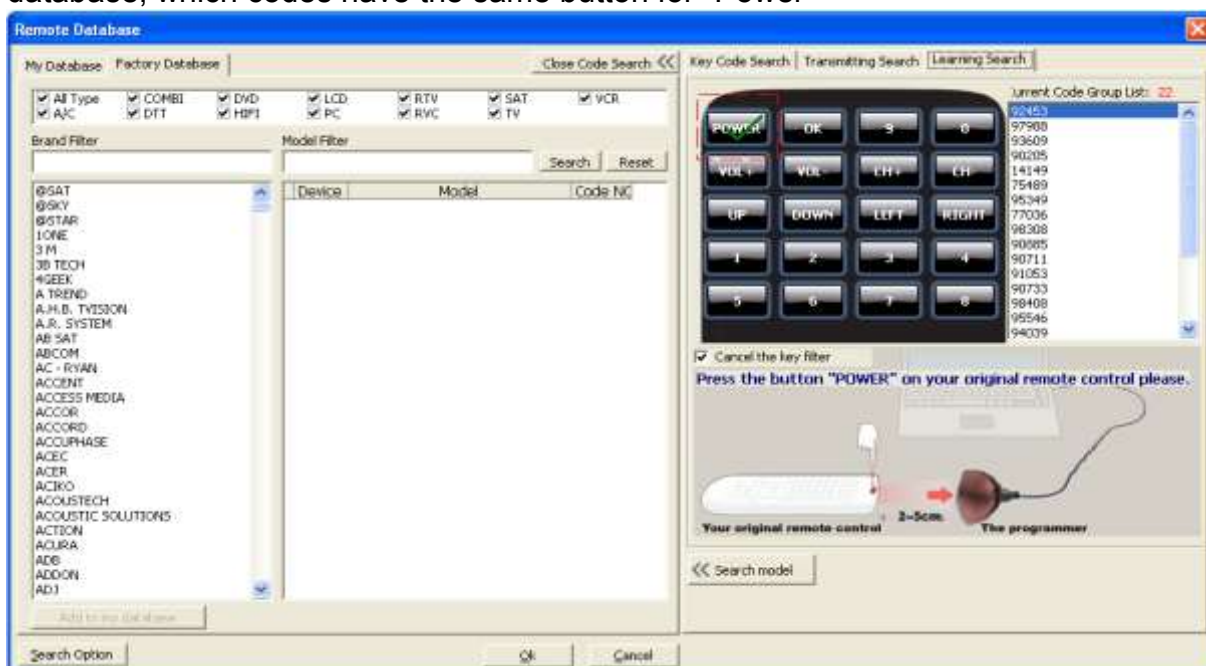 database, which codes have the same button for "Power"
Remote Database
My Database Factory Database
Close Code Search <<
Key Code Search Transmitting Search Learning Search
All Type COMBI DVD LCD RTV SAT VCR
A/C DTT HIFI PC RVC TV
Brand Filter Model Filter
Search Reset
@SAT
@SKY
@STAR
1ONE
3 M
3B TECH
4GEEK
A TREND
A.H.B. TVISION
A.R. SYSTEM
AB SAT
ABCOM
AC - RYAN
ACCENT
ACCESS MEDIA
ACCOR
ACCORD
ACCUPHASE
ACEC
ACER
ACIKO
ACOUSTECH
ACOUSTIC SOLUTIONS
ACTION
ACURA
ADB
ADDON
ADJ
Device Model Code NC
Add to my database
POWER OK 9 0
VOL+ VOL- CH+ CH-
UP DOWN LEFT RIGHT
1 2 3 4
5 6 7 8
urrent Code Group List: 22
92453
97988
93609
90205
14149
75489
95349
77036
98308
90885
90711
91053
90733
98408
95546
94039
Cancel the key filter
Press the button "POWER" on your original remote control please.
2~5cm
Your original remote control
The programmer
<< Search model
Search Option
Ok
Cancel